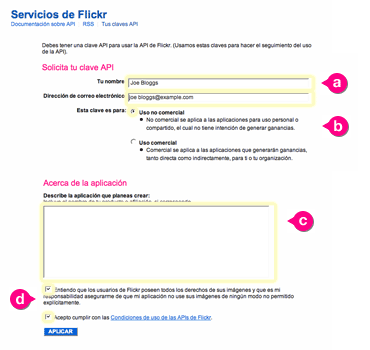 Servicios de Flickr
Documentación sobre API RSS Tus claves API
Debes tener una clave API para usar la API de Flickr. (Usamos estas claves para hacer el seguimiento del uso
de la API).
Solicita tu clave API
Tu nombre Joe Bloggs
a
Dirección de correo electrónico joe bloggs@example.com
Esta clave es para: Uso no comercial
No comercial se aplica a las aplicaciones para uso personal o
compartido, el cual no tiene intención de generar ganancias.
b
Uso comercial
Comercial se aplica a las aplicaciones que generarán ganancias,
tanto directa como indirectamente, para ti o tu organización.
Acerca de la aplicación
Describe la aplicación que planeas crear:
c
d
Entiendo que los usuarios de Flickr poseen todos los derechos de sus imágenes y que es mi
responsabilidad asegurarme de que mi aplicación no use sus imágenes de ningún modo no permitido
explícitamente.
Acepto cumplir con las Condiciones de uso de las APIs de Flickr.
APLICAR